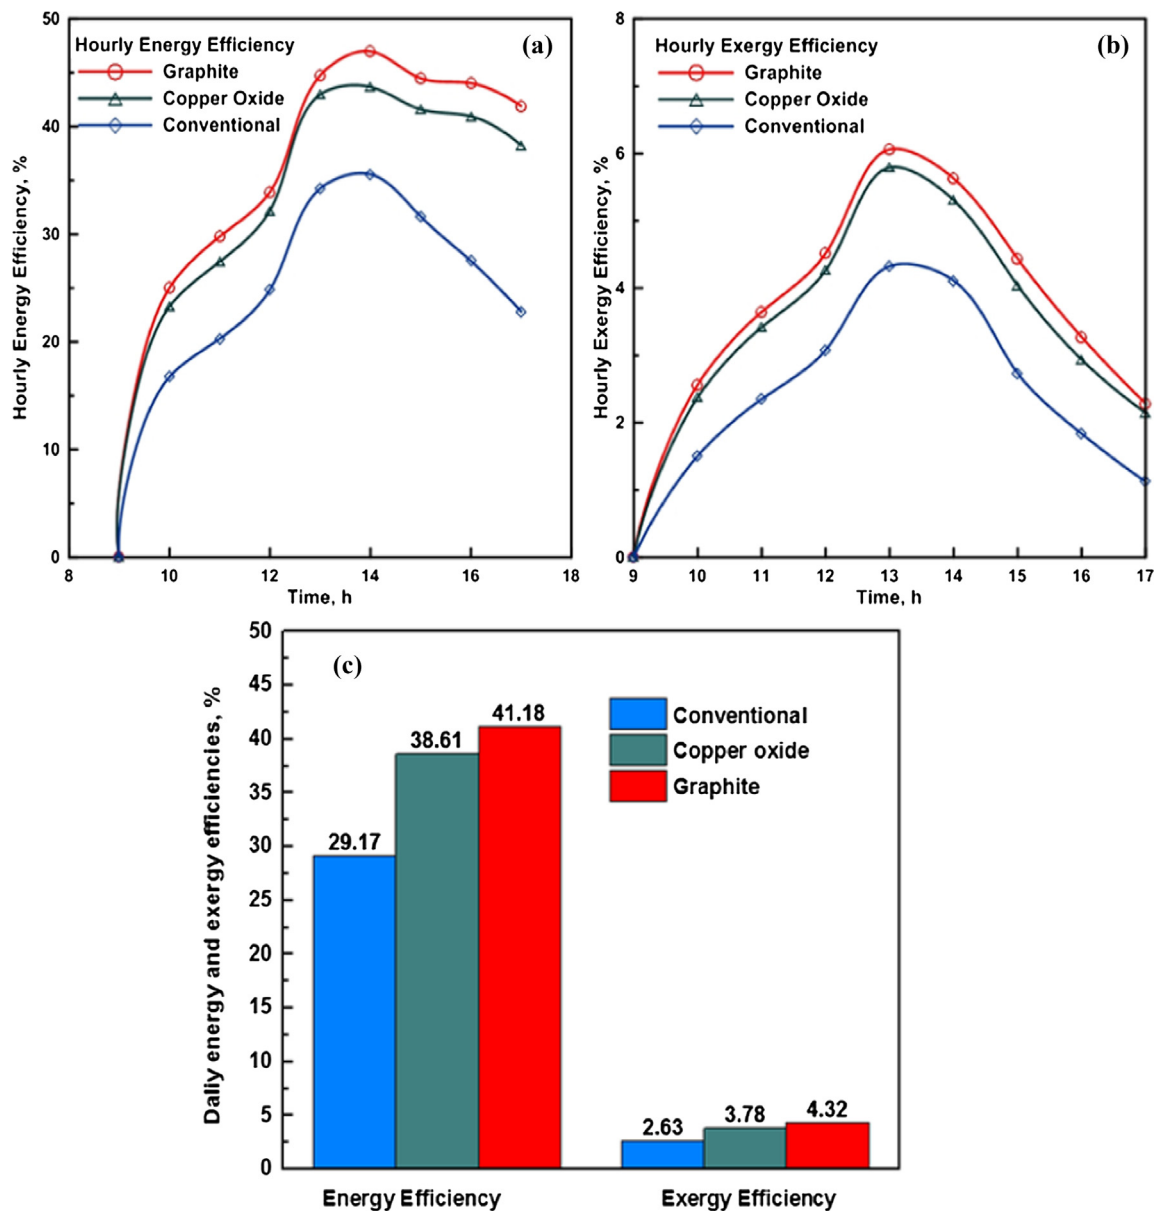 (a)
Hourly Energy Efficiency
Graphite
Copper Oxide
Conventional
Hourly Energy Efficiency, %
50
40
30
20
10
0
8 10 12 14 16 18
Time, h
(b)
Hourly Exergy Efficiency
Graphite
Copper Oxide
Conventional
Hourly Exergy Efficiency, %
8
6
4
2
0
9 10 11 12 13 14 15 16 17
Time, h
(c)
Daliy energy and exergy efficiencies, %
50
45
40
35
30
25
20
15
10
5
0
Conventional
Copper oxide
Graphite
29.17
38.61
41.18
2.63
3.78
4.32
Energy Efficiency
Exergy Efficiency